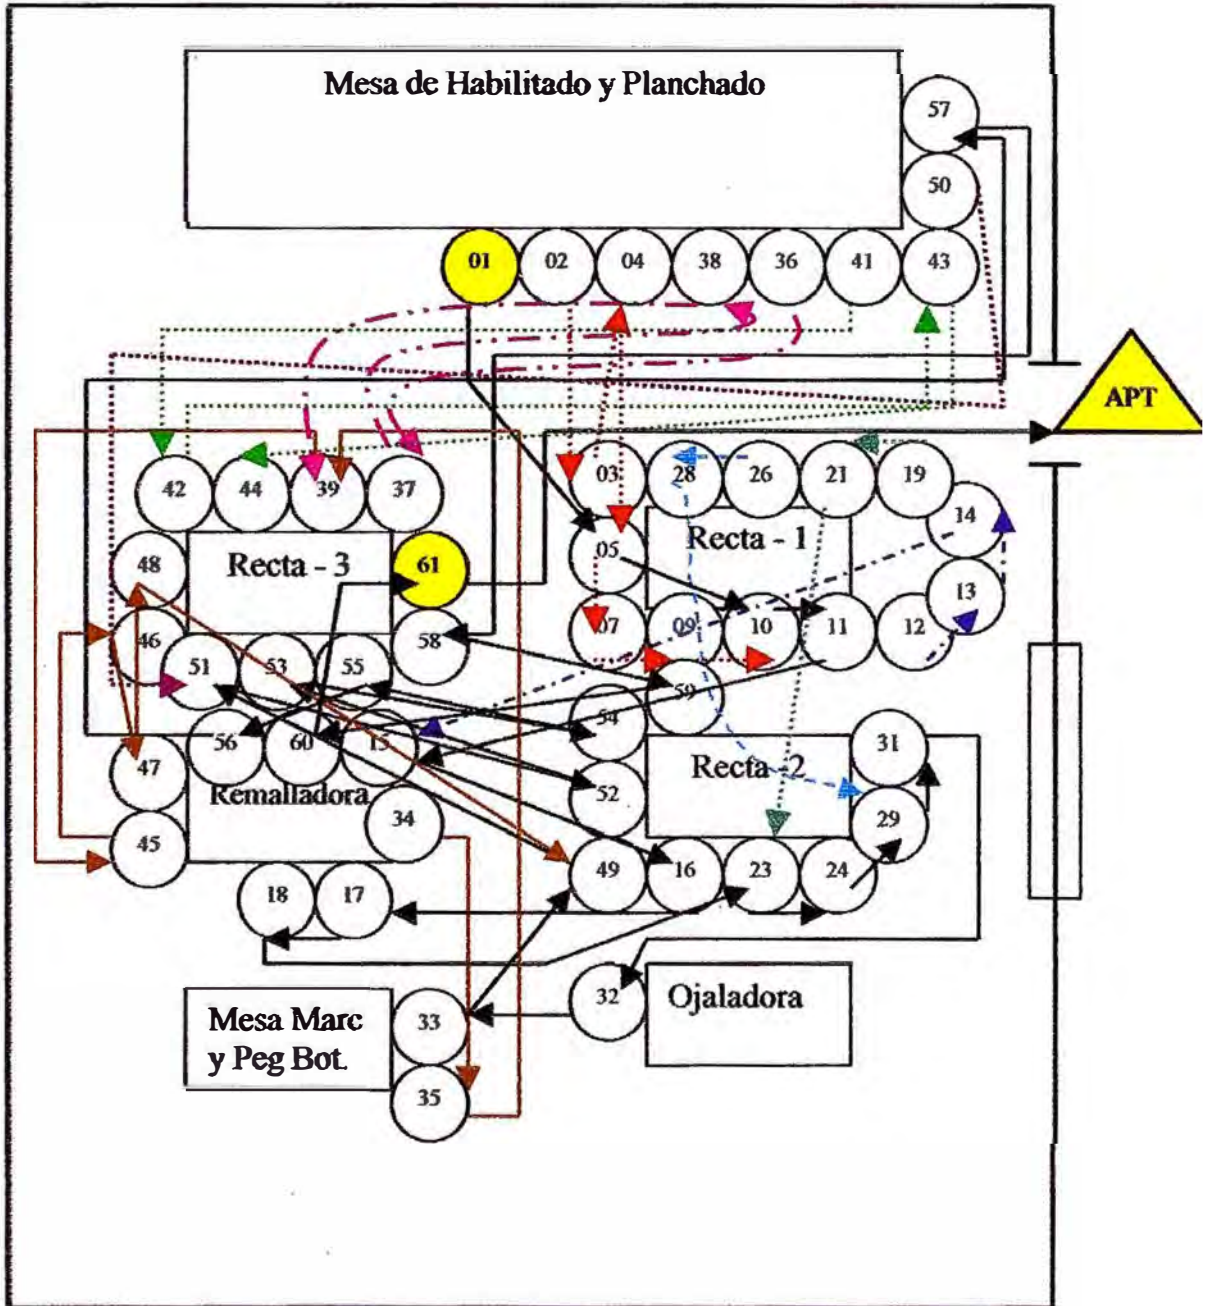 Mesa de Habilitado y Planchado
57
50
01 02 04 38 36 41 43
APT
42 44 39 37
03 28 26 21 19
14
48 Recta - 3 61
05 Recta - 1
13
46 58
07 09 10 11 12
51 53 55
59
54
56 60 15
31
47
Recta -2
52
Remalladora
34
29
45
49 16 23 24
18 17
32 Ojaladora
Mesa Marc
y Peg Bot.
33
35